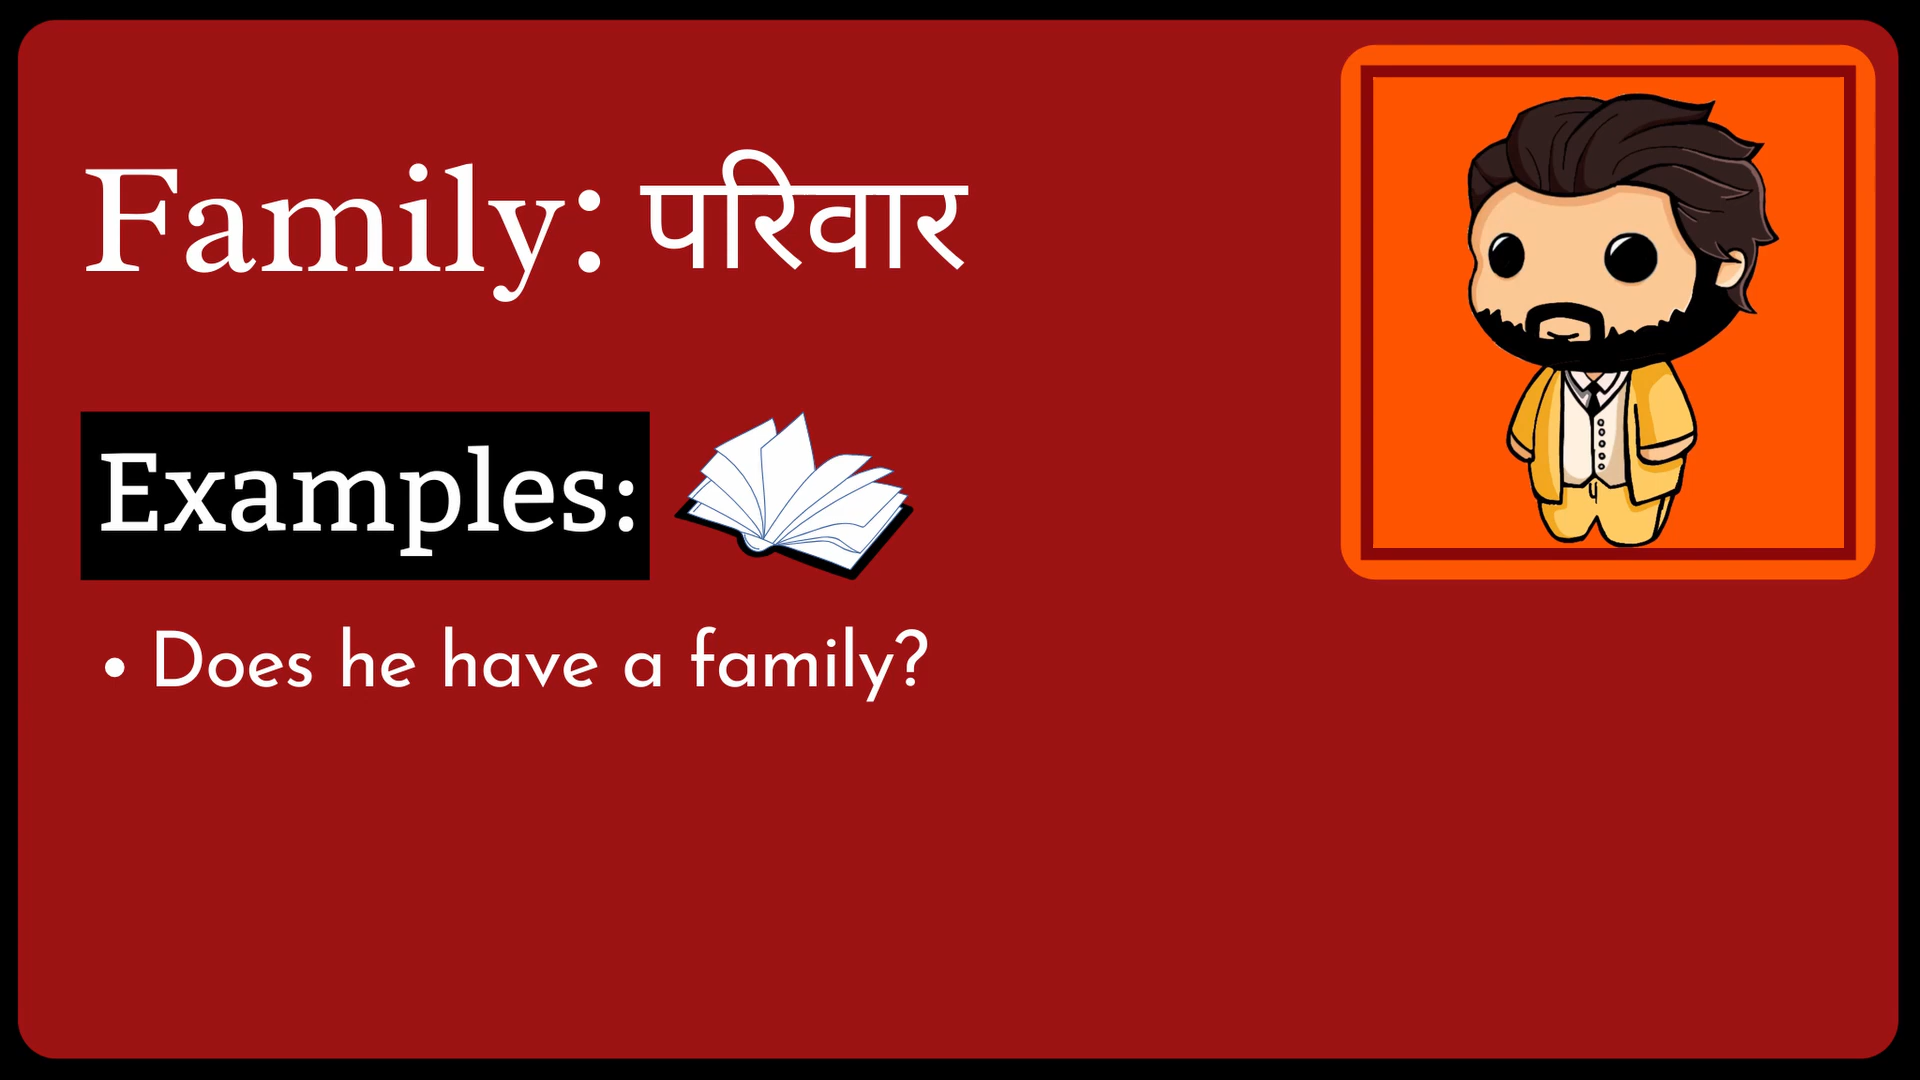 Family: परिवार
Examples:
• Does he have a family?